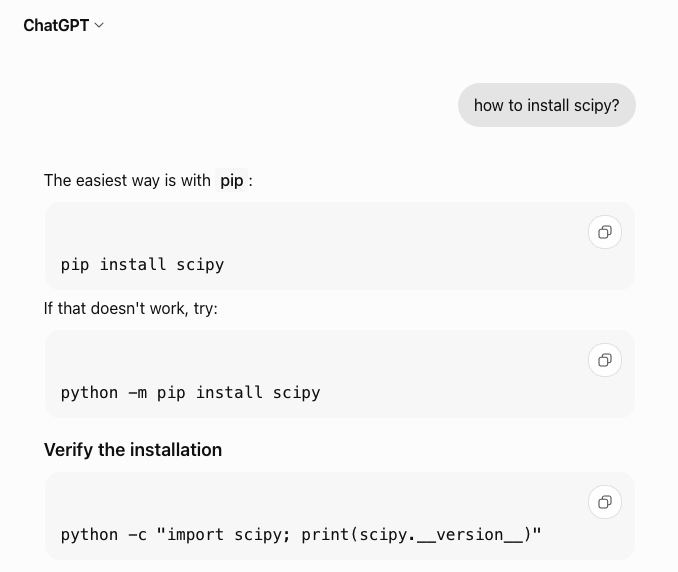 ChatGPT
how to install scipy?
The easiest way is with pip :
pip install scipy
If that doesn't work, try:
python -m pip install scipy
Verify the installation
python -c "import scipy; print(scipy.__version__)"